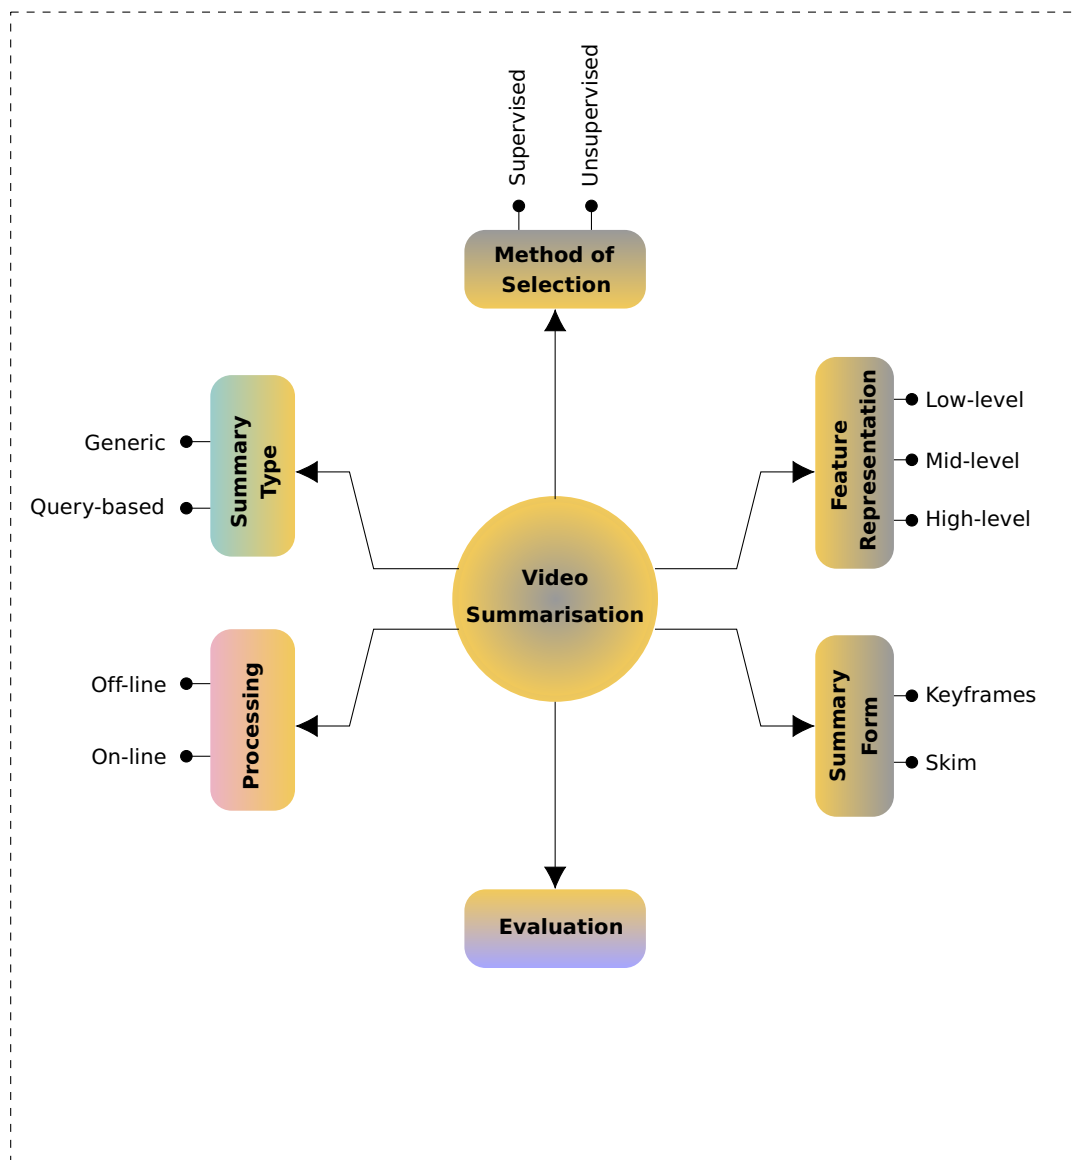 Supervised
Unsupervised
Method of
Selection
Summary
Type
Generic
Query-based
Feature
Representation
Low-level
Mid-level
High-level
Video
Summarisation
Processing
Off-line
On-line
Summary
Form
Keyframes
Skim
Evaluation